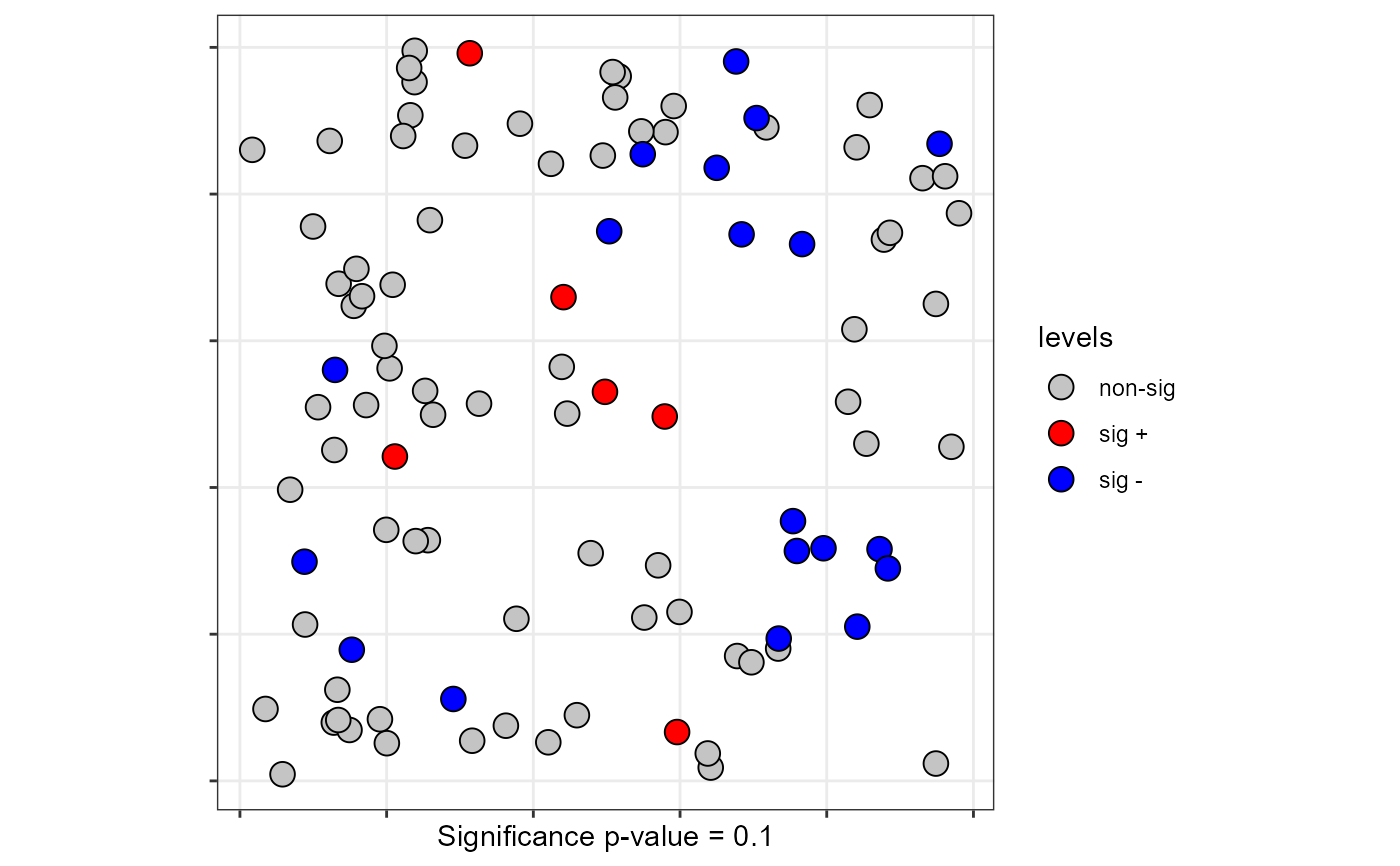 levels
non-sig
sig +
sig -
Significance p-value = 0.1